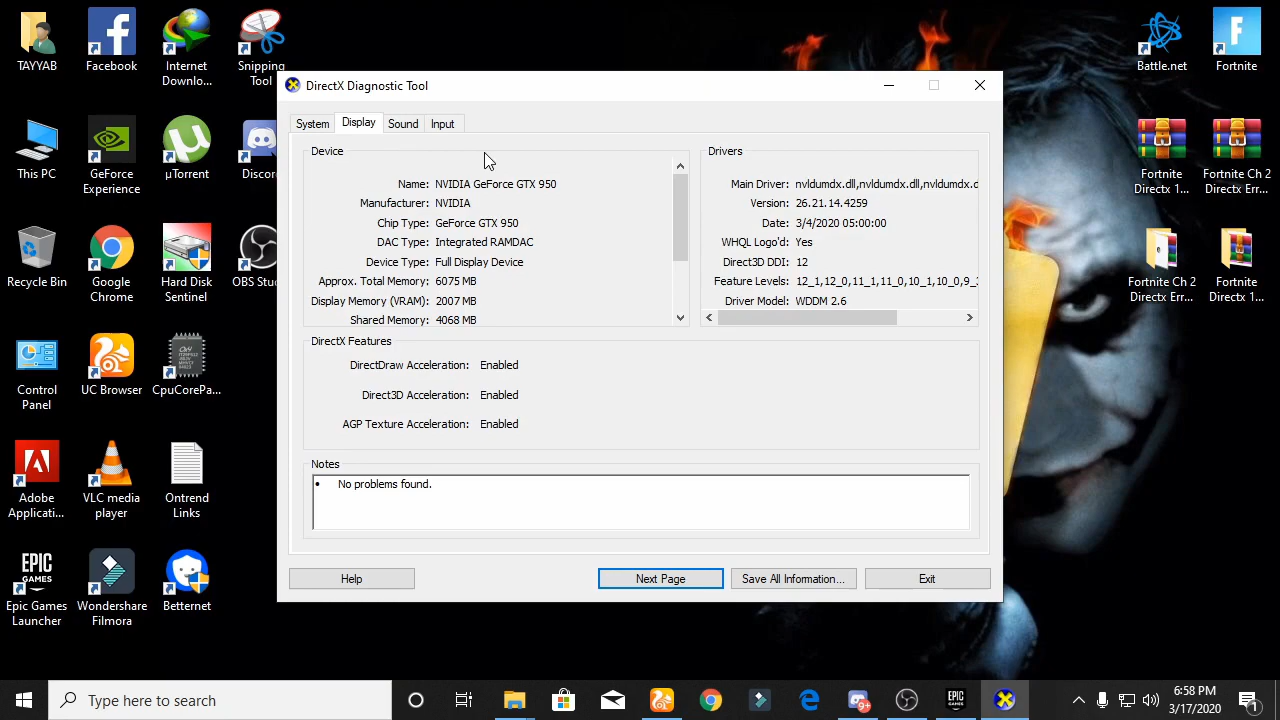 TAYYAB
Facebook
Internet
Downlo...
Snipping
Tool
This PC
GeForce
Experience
µTorrent
Discor
Recycle Bin
Google
Chrome
Hard Disk
Sentinel
OBS Stu
Control
Panel
UC Browser
CpuCorePa...
Adobe
Applicati...
VLC media
player
Ontrend
Links
EPIC
GAMES
Epic Games
Launcher
Wondershare
Filmora
Betternet
Battle.net
Fortnite
Fortnite
Directx 1...
Fortnite Ch 2
Directx Err...
Fortnite Ch 2
Directx Err...
Fortnite
Directx 1...
DirectX Diagnostic Tool
System
Display
Sound
Input
Device
Name: NVIDIA GeForce GTX 950
Manufacturer: NVIDIA
Chip Type: GeForce GTX 950
DAC Type: Integrated RAMDAC
Device Type: Full Display Device
Approx. Total Memory: 6075 MB
Display Memory (VRAM): 2007 MB
Shared Memory: 4068 MB
Drivers
Main Driver: nvldumdx.dll,nvldumdx.dll,nvldumdx.d
Version: 26.21.14.4259
Date: 3/4/2020 05:00:00
WHQL Logo'd: Yes
Direct3D DDI: 12
Feature Levels: 12_1,12_0,11_1,11_0,10_1,10_0,9_
Driver Model: WDDM 2.6
DirectX Features
DirectDraw Acceleration: Enabled
Direct3D Acceleration: Enabled
AGP Texture Acceleration: Enabled
Notes
• No problems found.
Help
Next Page
Save All Information...
Exit
Type here to search
9+
EPIC
GAMES
6:58 PM
3/17/2020
1